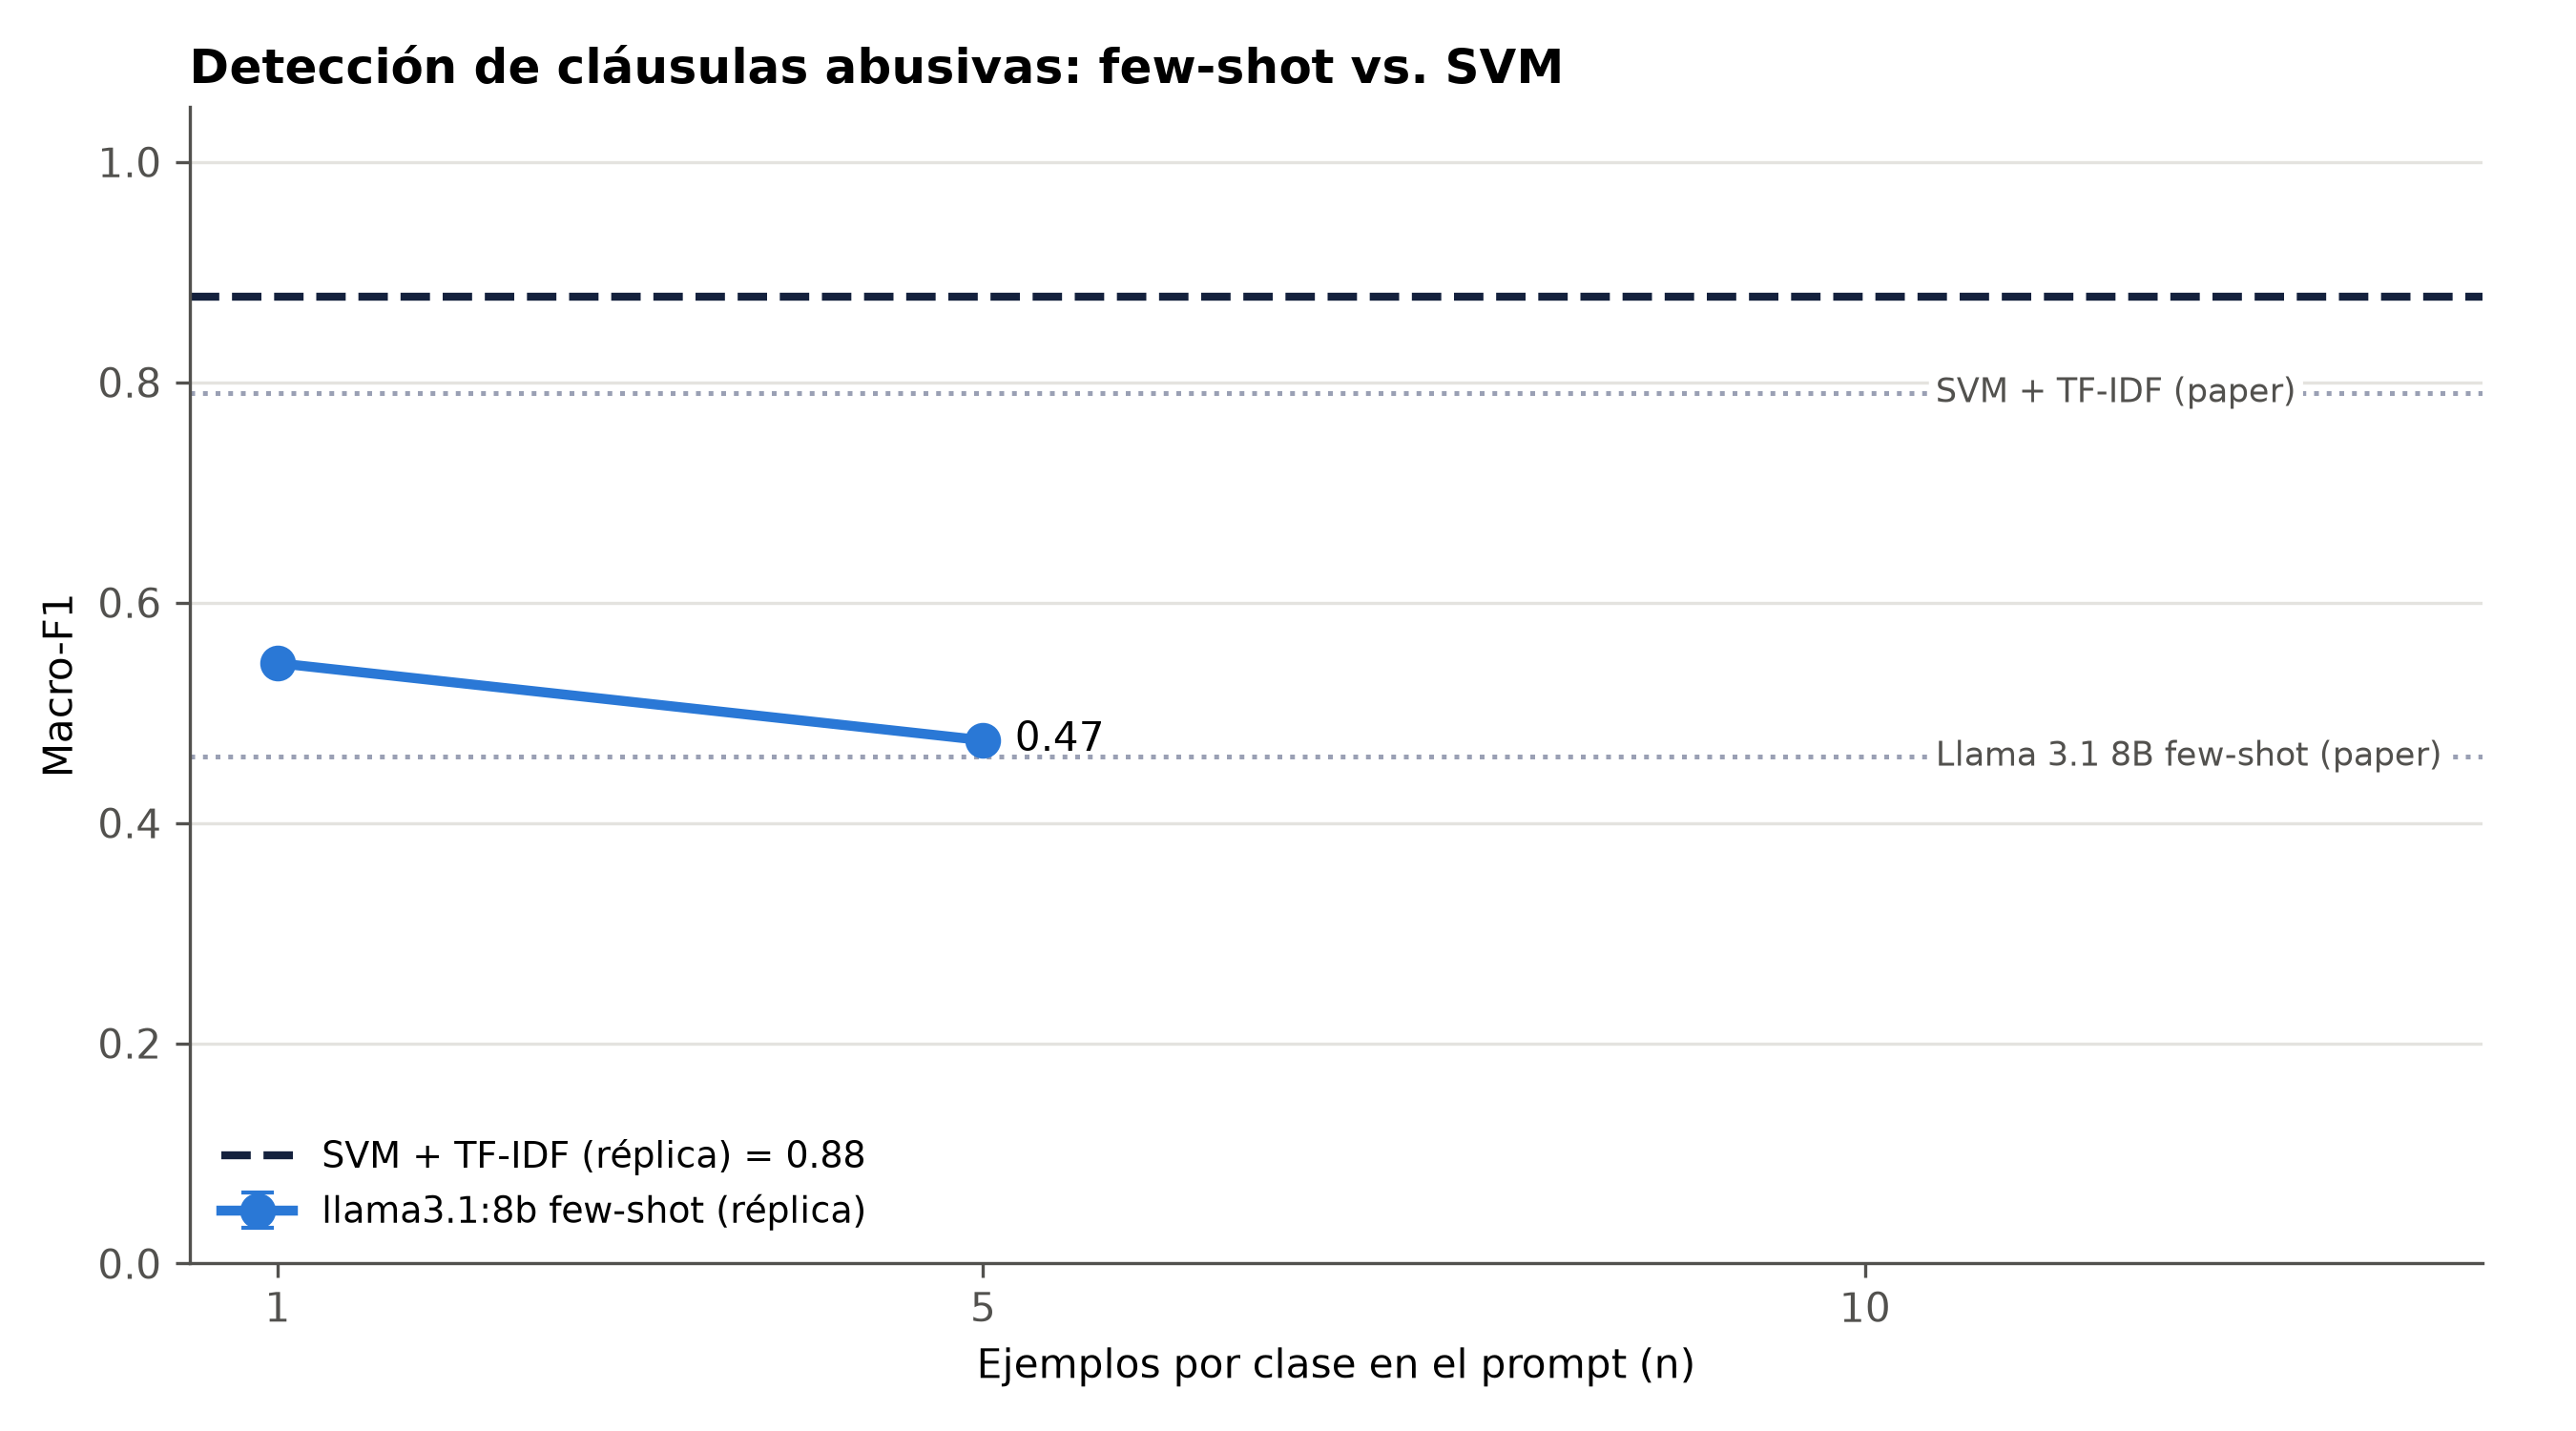 Detección de cláusulas abusivas: few-shot vs. SVM
1.0
0.8
0.6
0.4
0.2
0.0
Macro-F1
SVM + TF-IDF (paper)
0.47
Llama 3.1 8B few-shot (paper)
SVM + TF-IDF (réplica) = 0.88
llama3.1:8b few-shot (réplica)
1
5
10
Ejemplos por clase en el prompt (n)